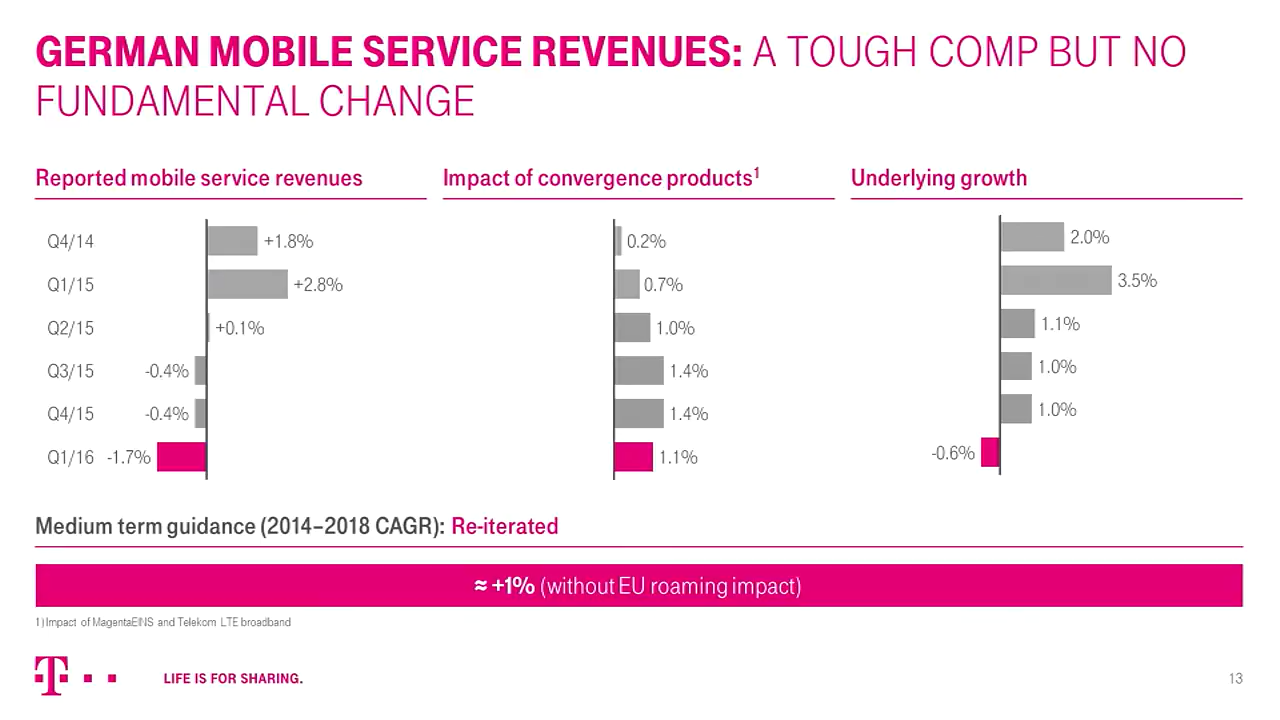 GERMAN MOBILE SERVICE REVENUES: A TOUGH COMP BUT NO
FUNDAMENTAL CHANGE
Reported mobile service revenues
Q4/14 +1.8%
Q1/15 +2.8%
Q2/15 +0.1%
Q3/15 -0.4%
Q4/15 -0.4%
Q1/16 -1.7%
Impact of convergence products1
0.2%
0.7%
1.0%
1.4%
1.4%
1.1%
Underlying growth
2.0%
3.5%
1.1%
1.0%
1.0%
-0.6%
Medium term guidance (2014–2018 CAGR): Re-iterated
≈ +1% (without EU roaming impact)
1) Impact of MagentaEINS and Telekom LTE broadband
T
LIFE IS FOR SHARING.
13